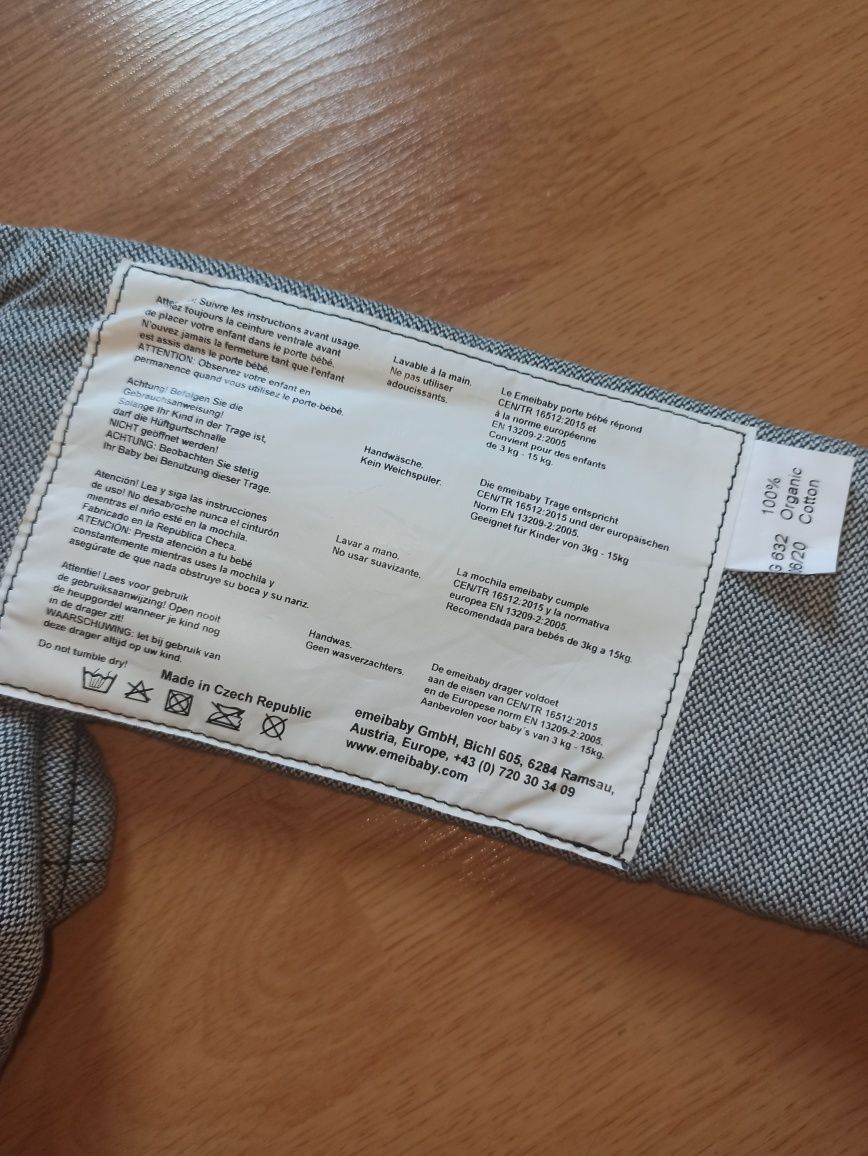 Suivre les instructions avant usage.
toujours la ceinture ventrale avant
de placer votre enfant dans le porte bébé.
N'ouvez jamais la fermeture tant que l'enfant
est assis dans le porte bébé.
ATTENTION: Observez votre enfant en
permanence quand vous utilisez le porte-bébé.
Lavable à la main.
Ne pas utiliser
adoucissants.
Le Emeibaby porte bébé répond
CEN/TR 16512:2015 et
à la norme européenne
EN 13209-2:2005
Convient pour des enfants
de 3 kg - 15 kg.
Achtung! Befolgen Sie die
Gebrauchsanweisung!
Solange Ihr Kind in der Trage ist,
darf die Hüftgurtschnalle
NICHT geöffnet werden!
ACHTUNG: Beobachten Sie stetig
Ihr Baby bei Benutzung dieser Trage.
Handwäsche.
Kein Weichspuler.
Die emeibaby Trage entspricht
CEN/TR 16512:2015 und der europäischen
Norm EN 13209-2:2005.
Geeignet für Kinder von 3kg - 15kg
Atención! Lea y siga las instrucciones
de uso! No desabroche nunca el cinturón
mientras el niño esté en la mochila.
Fabricado en la República Checa.
ATENCIÓN: Presta atención a tu bebé
constantemente mientras uses la mochila y
asegúrate de que nada obstruye su boca y su nariz.
Lavar a mano.
No usar suavizante.
La mochila emeibaby cumple
CEN/TR 16512:2015 y la normativa
europea EN 13209-2:2005.
Recomendada para bebés de 3kg a 15kg.
Attentie! Lees voor gebruik
de gebruiksaanwijzing! Open nooit
de heupgordel wanneer je kind nog
in de drager zit!
WAARSCHUWING: let bij gebruik van
deze drager altijd op uw kind.
Handwas.
Geen wasverzachters.
De emeibaby drager voldoet
aan de eisen van CEN/TR 16512:2015
en de Europese norm EN 13209-2:2005.
Aanbevolen voor baby´s van 3 kg - 15kg.
Do not tumble dry!
Made in Czech Republic
emeibaby GmbH, Bichl 605, 6284 Ramsau,
Austria, Europe, +43 (0) 720 30 34 09
www.emeibaby.com
100%
Organic
Cotton
G 632
6/20